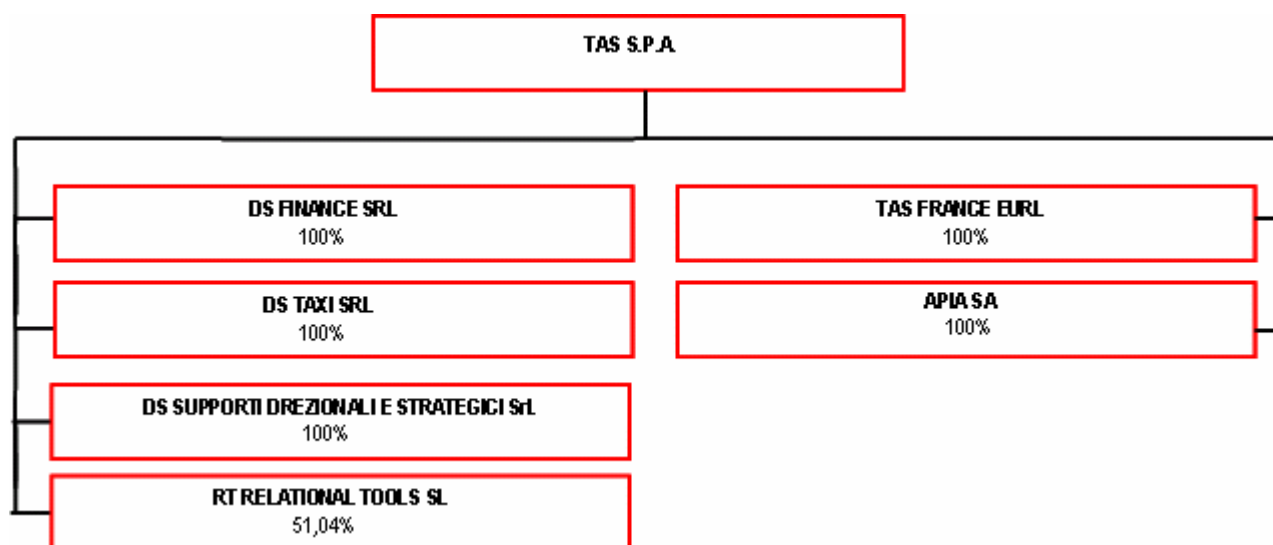 TAS S.P.A.
DS FINANCE SRL
100%
TAS FRANCE EURL
100%
DS TAXI SRL
100%
APIA SA
100%
DS SUPPORTI DREZIONALI E STRATEGICI SrL
100%
RT RELATIONAL TOOLS SL
51,04%